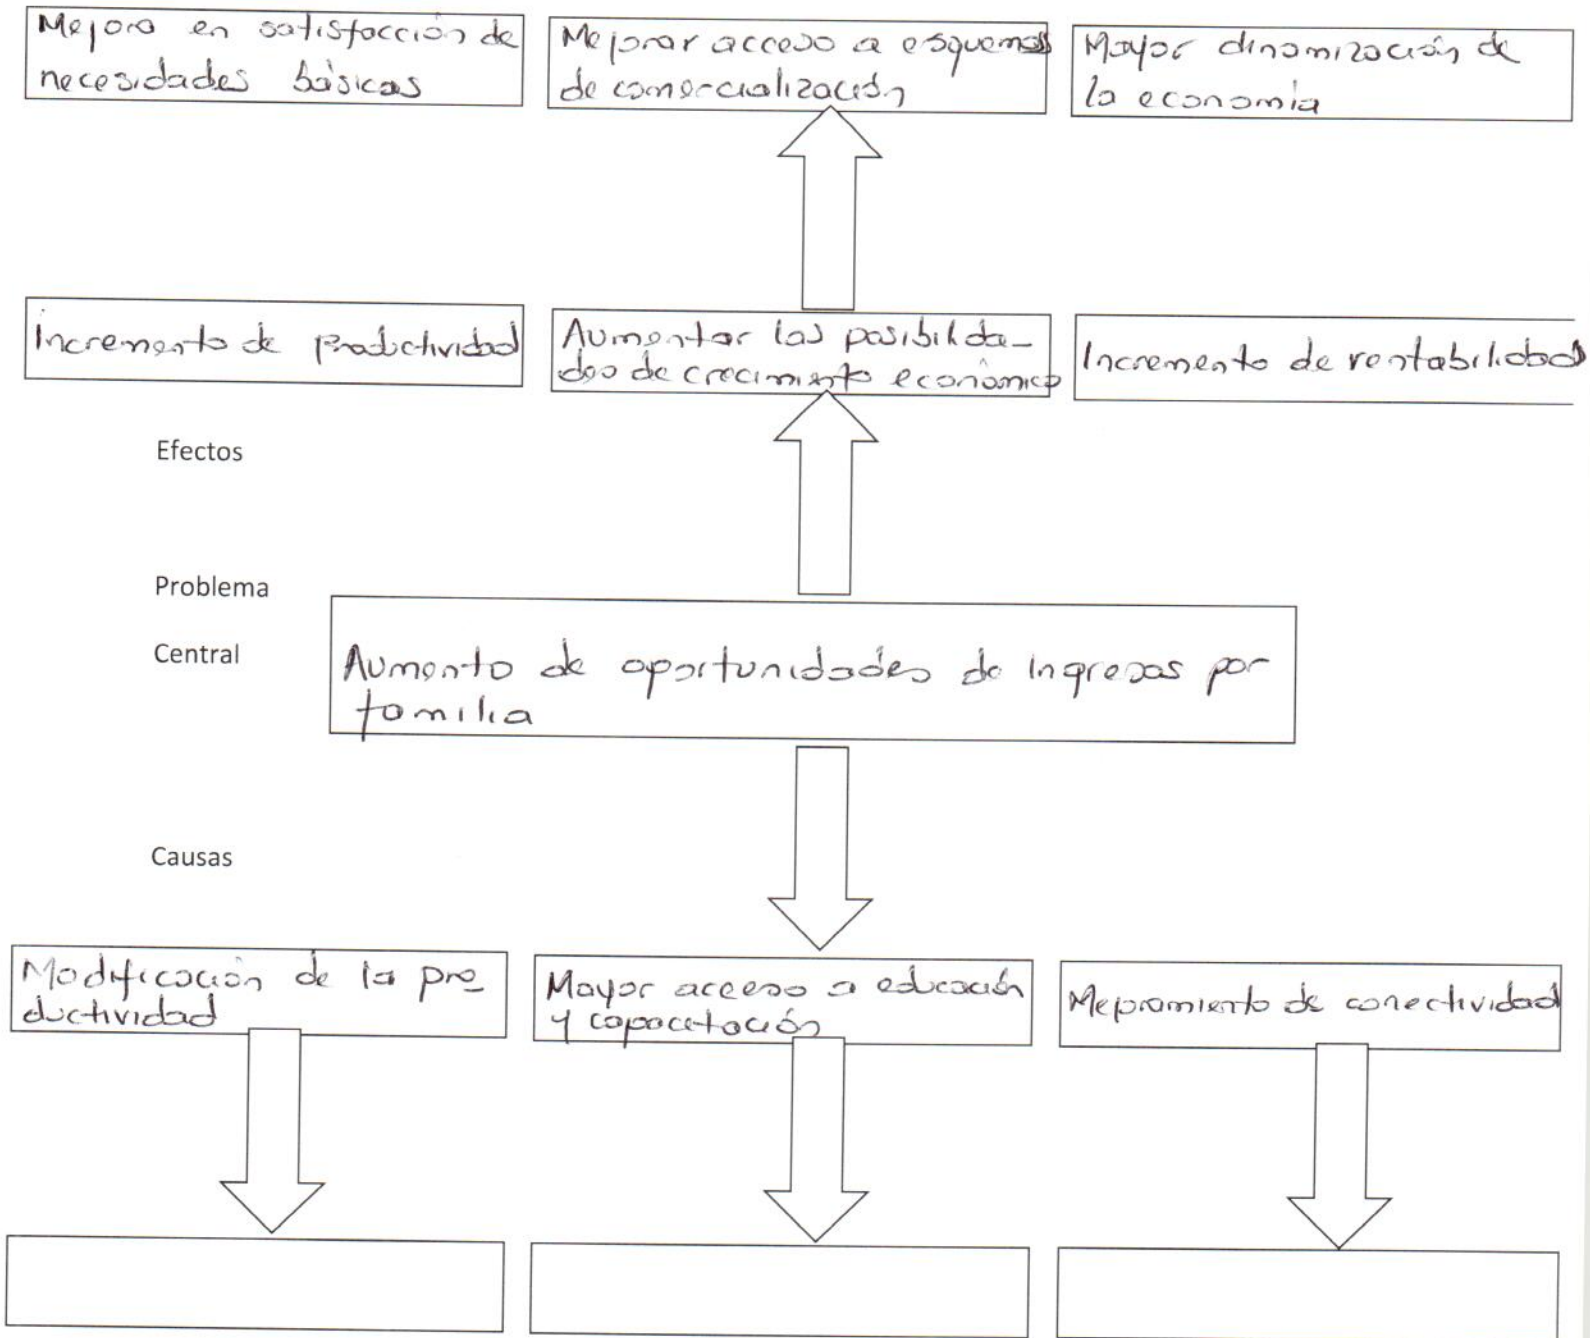 Mejora en satisfacción de
necesidades básicas
Mejorar acceso a esquemas
de comercialización
Mayor dinamización de
la economía
Incremento de productividad
Aumentar las posibilida-
des de crecimiento económico
Incremento de rentabilidad
Efectos
Problema
Central
Aumento de oportunidades de ingresos por
familia
Causas
Modificación de la pro-
ductividad
Mayor acceso a educación
y capacitación
Mejoramiento de conectividad